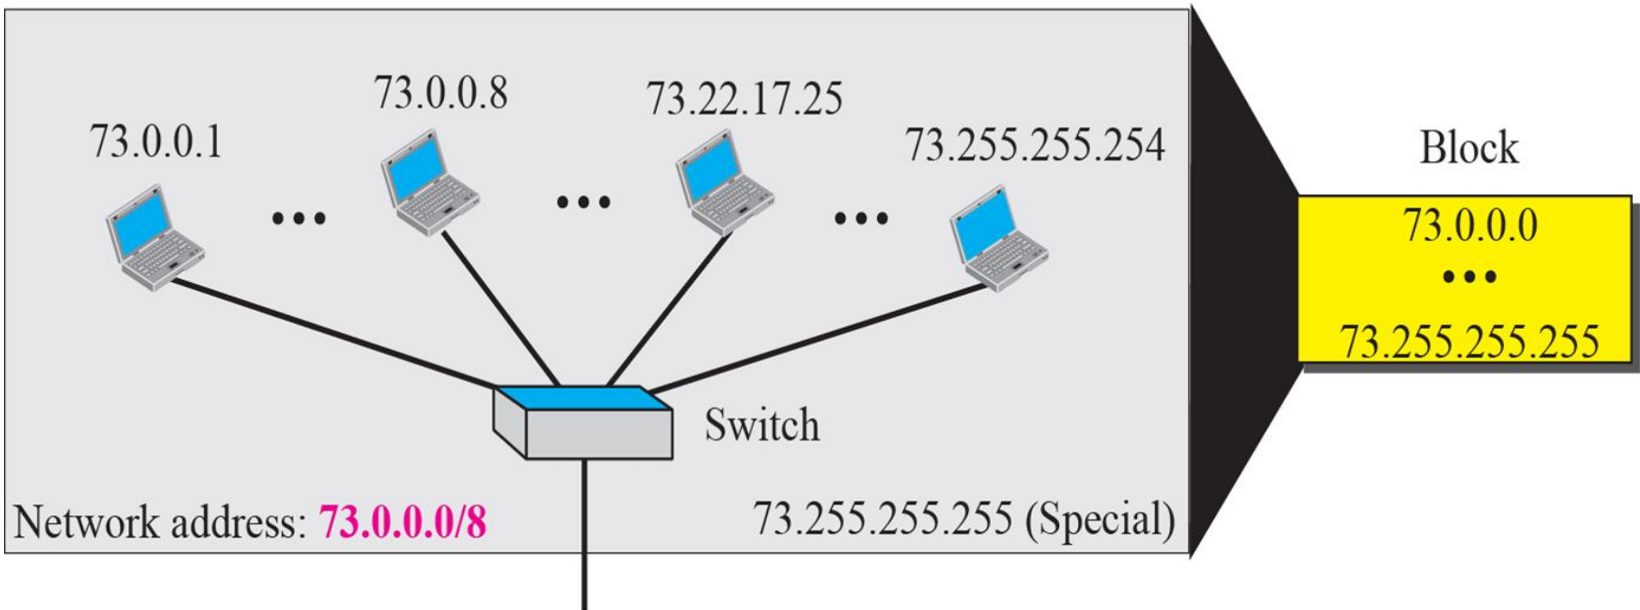 73.0.0.1
•••
73.0.0.8
•••
73.22.17.25
•••
73.255.255.254
Switch
Network address: 73.0.0.0/8
73.255.255.255 (Special)
Block
73.0.0.0
•••
73.255.255.255